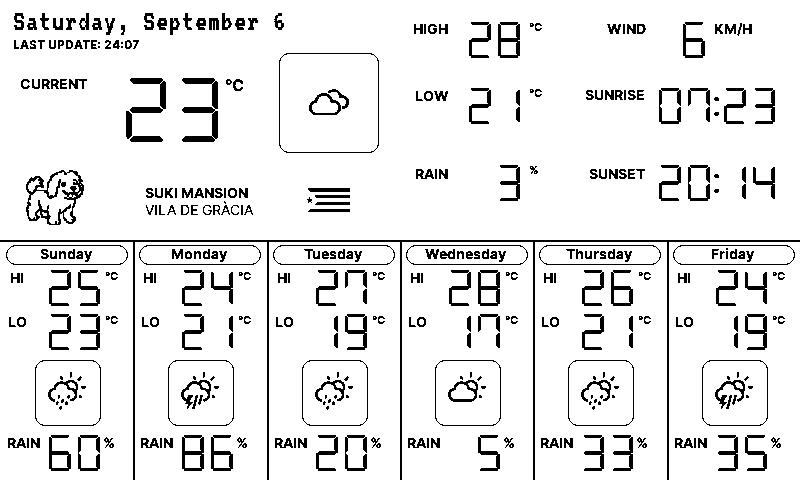 Saturday, September 6
LAST UPDATE: 24:07
CURRENT 23 °C
HIGH 28 °C
WIND 6 KM/H
LOW 21 °C
SUNRISE 07:23
RAIN 3 %
SUNSET 20:14
SUKI MANSION
VILA DE GRÀCIA
Sunday
HI 25 °C
LO 23 °C
RAIN 60 %
Monday
HI 24 °C
LO 21 °C
RAIN 86 %
Tuesday
HI 27 °C
LO 19 °C
RAIN 20 %
Wednesday
HI 28 °C
LO 17 °C
RAIN 5 %
Thursday
HI 26 °C
LO 21 °C
RAIN 33 %
Friday
HI 24 °C
LO 19 °C
RAIN 35 %